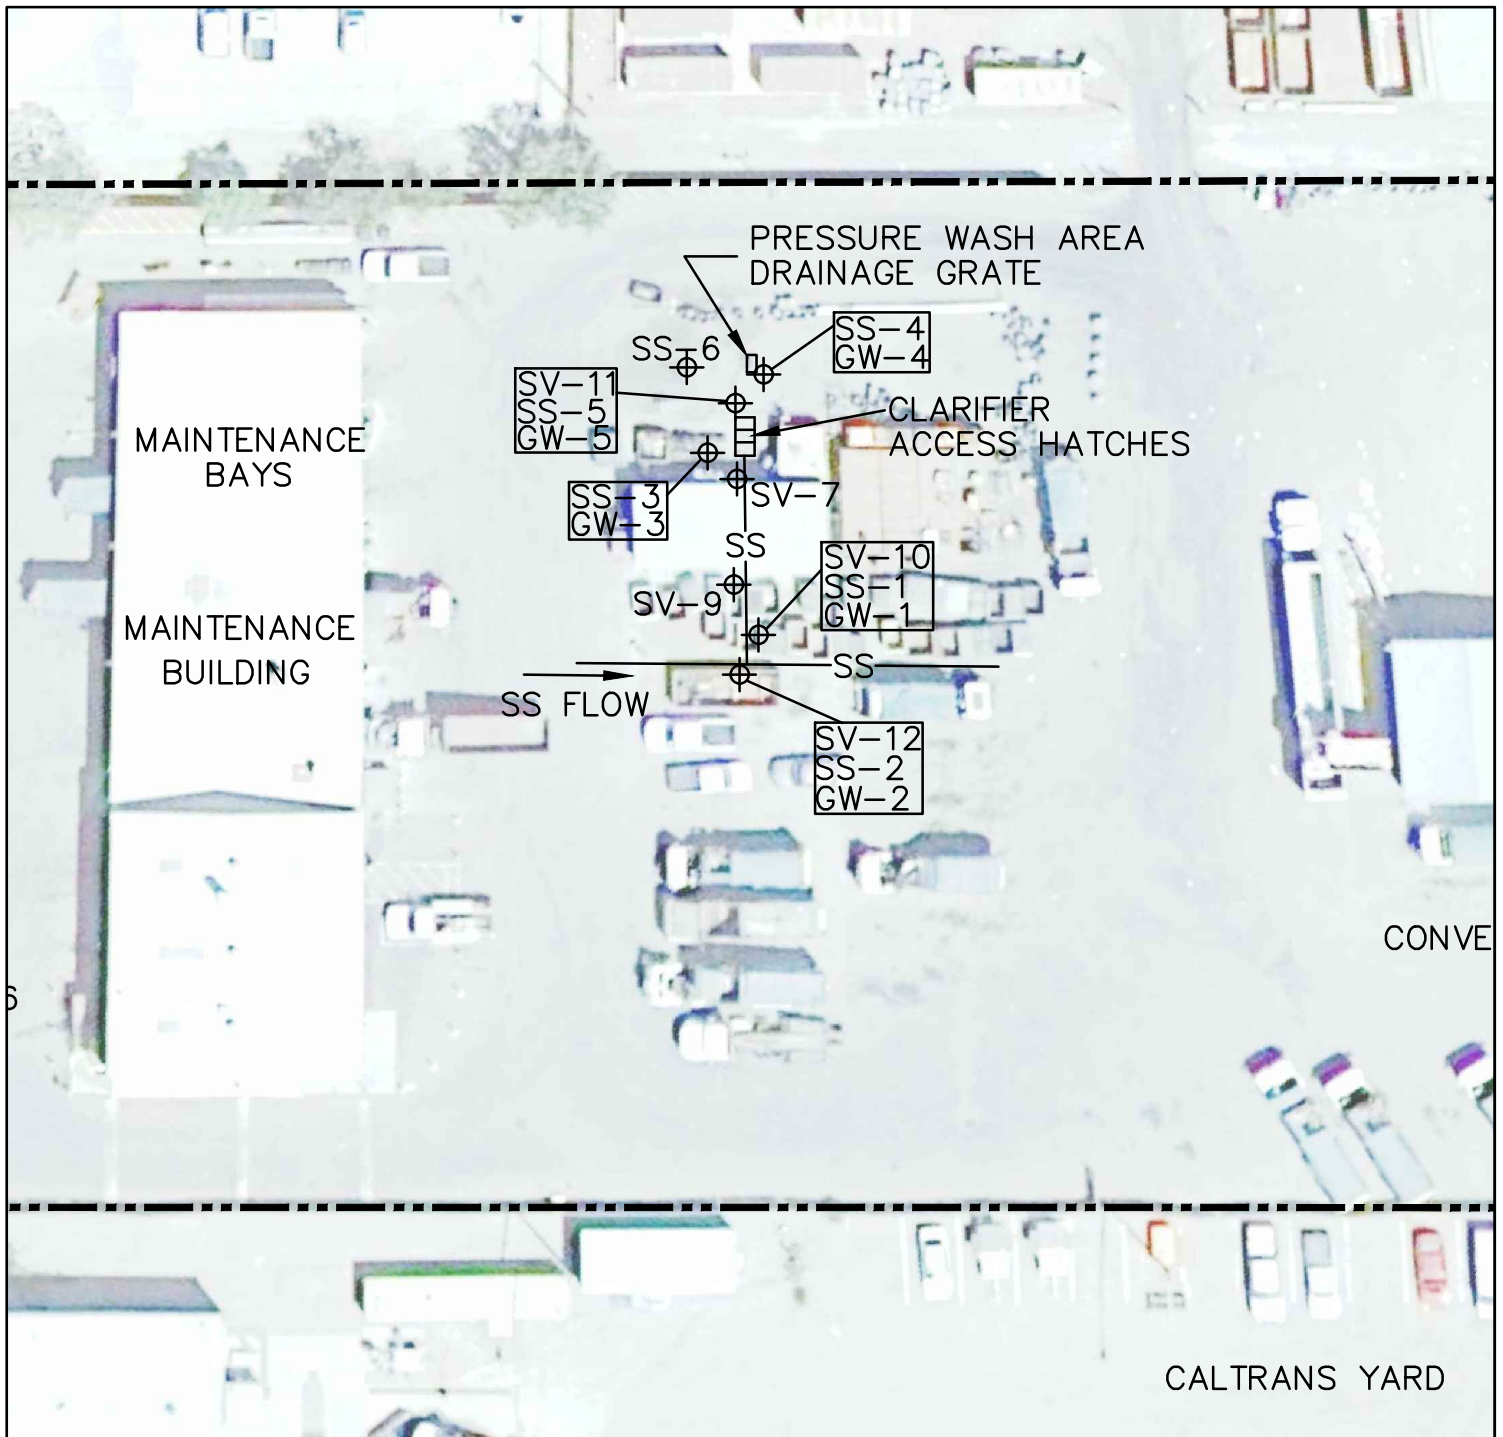 PRESSURE WASH AREA
DRAINAGE GRATE
SS-6
SS-4
GW-4
SV-11
SS-5
GW-5
CLARIFIER
ACCESS HATCHES
MAINTENANCE
BAYS
SS-3
GW-3
SV-7
SS
SV-10
SS-1
GW-1
SV-9
MAINTENANCE
BUILDING
SS
SS FLOW
SV-12
SS-2
GW-2
CONVE
6
CALTRANS YARD